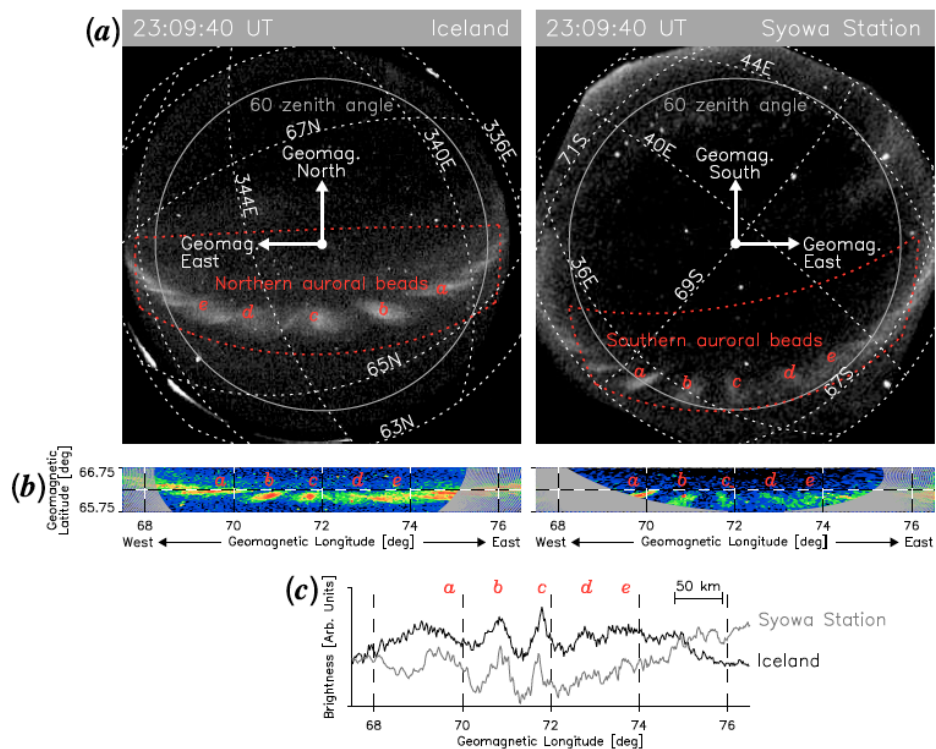 (a)
23:09:40 UT Iceland
60 zenith angle
67N
336E
340E
344E
Geomag.
North
Geomag.
East
Northern auroral beads
e d c b a
65N
63N
23:09:40 UT Syowa Station
44E
60 zenith angle
71S
40E
Geomag.
South
Geomag.
East
36E
69S
Southern auroral beads
a b c d e
67S
(b)
Geomagnetic
Latitude [deg]
66.75
65.75
a b c d e
68 70 72 74 76
West Geomagnetic Longitude [deg] East
a b c d e
68 70 72 74 76
West Geomagnetic Longitude [deg] East
(c)
Brightness [Arb. Units]
a b c d e
50 km
Syowa Station
Iceland
68 70 72 74 76
Geomagnetic Longitude [deg]